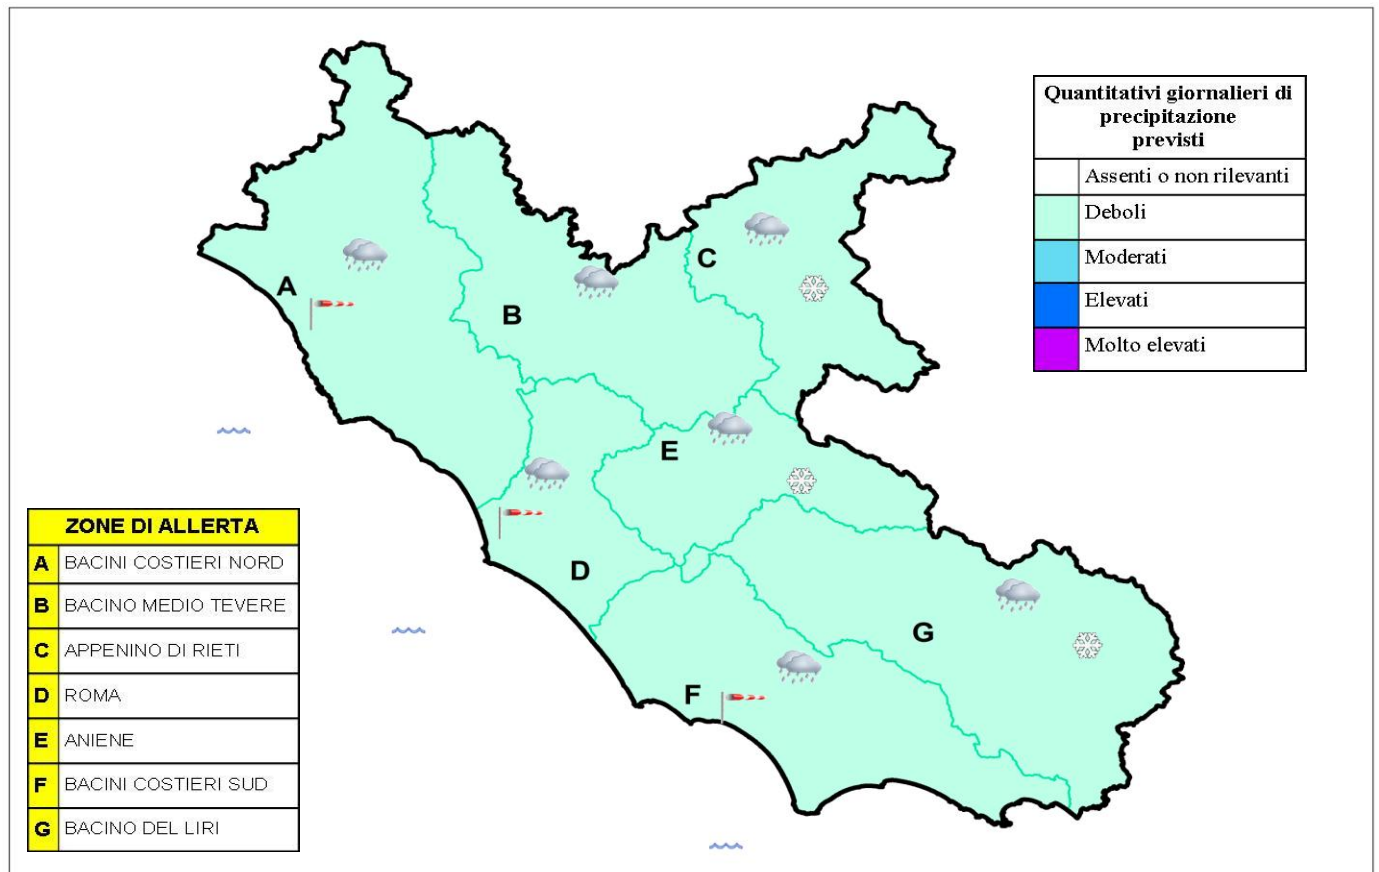 Quantitativi giornalieri di
precipitazione
previsti
Assenti o non rilevanti
Deboli
Moderati
Elevati
Molto elevati
A
B
C
D
E
F
G
ZONE DI ALLERTA
A BACINI COSTIERI NORD
B BACINO MEDIO TEVERE
C APPENINO DI RIETI
D ROMA
E ANIENE
F BACINI COSTIERI SUD
G BACINO DEL LIRI